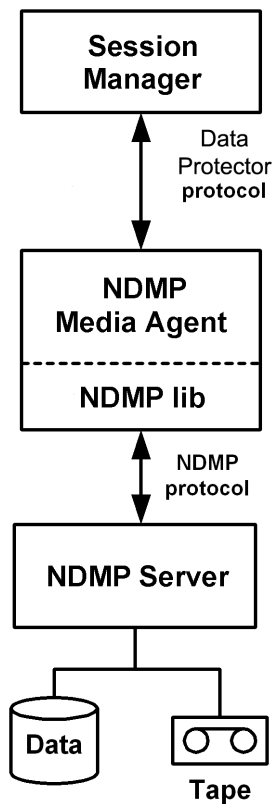 Session
Manager
Data
Protector
protocol
NDMP
Media Agent
NDMP lib
NDMP
protocol
NDMP Server
Data
Tape